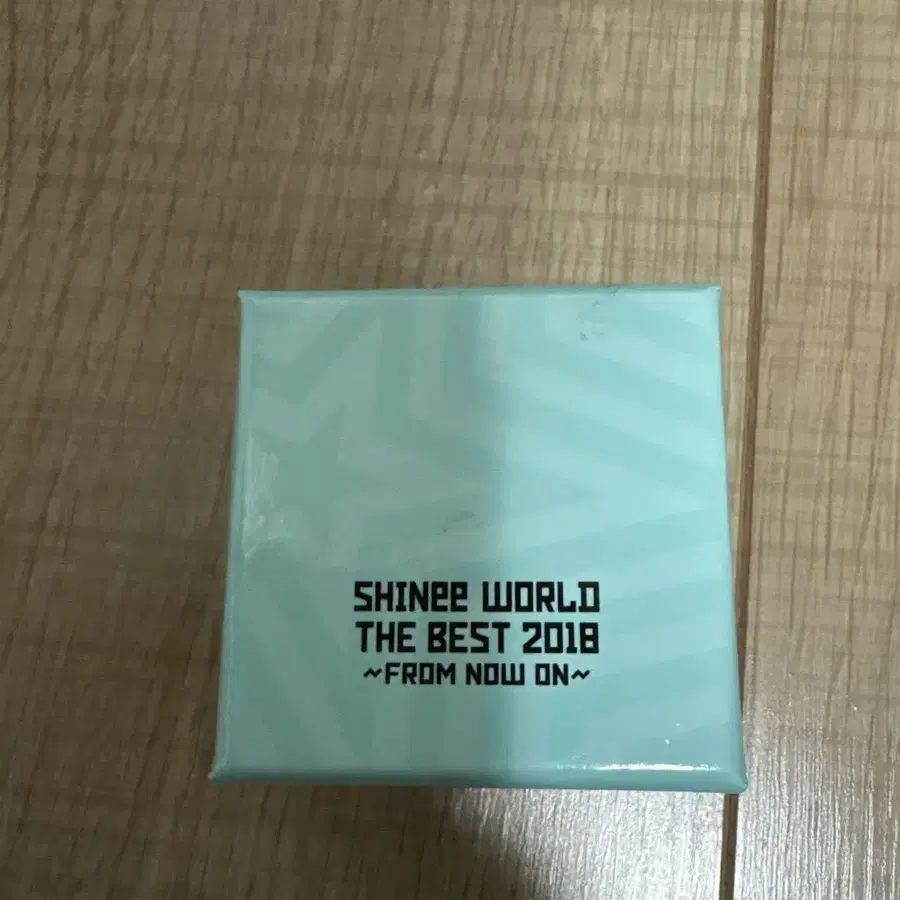 SHINee WORLD
THE BEST 2018
~FROM NOW ON~